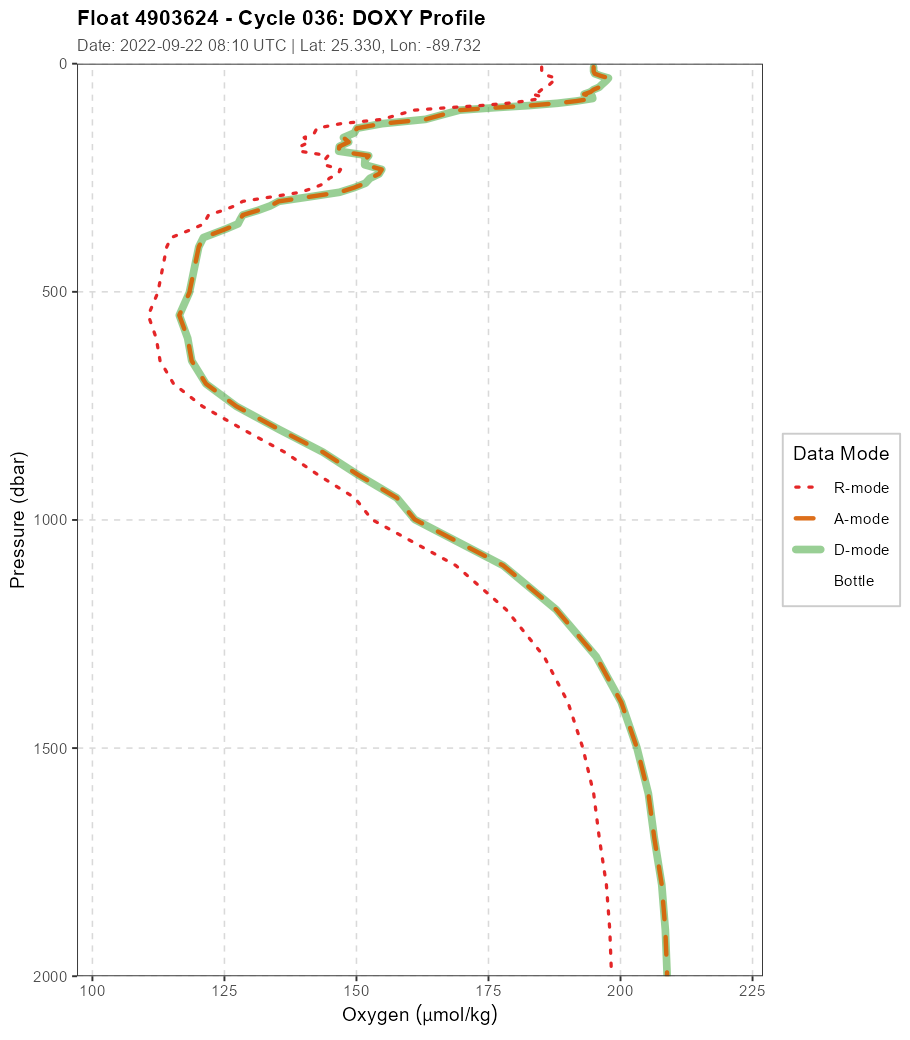 Float 4903624 - Cycle 036: DOXY Profile
Date: 2022-09-22 08:10 UTC | Lat: 25.330, Lon: -89.732
0
500
1000
1500
2000
Pressure (dbar)
100
125
150
175
200
225
Oxygen (µmol/kg)
Data Mode
R-mode
A-mode
D-mode
Bottle